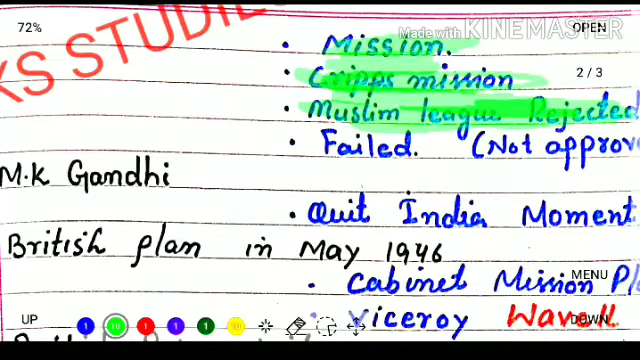 72%
Made with KINEMASTER
OPEN
KS STUDIE
Mission.
Cripps mission
2 / 3
Muslim league Rejected
Failed. (Not approv
M.K Gandhi
Quit India Moment
British plan in May 1946
Cabinet Mission Pl
MENU
UP
Viceroy Wavell
DOWN